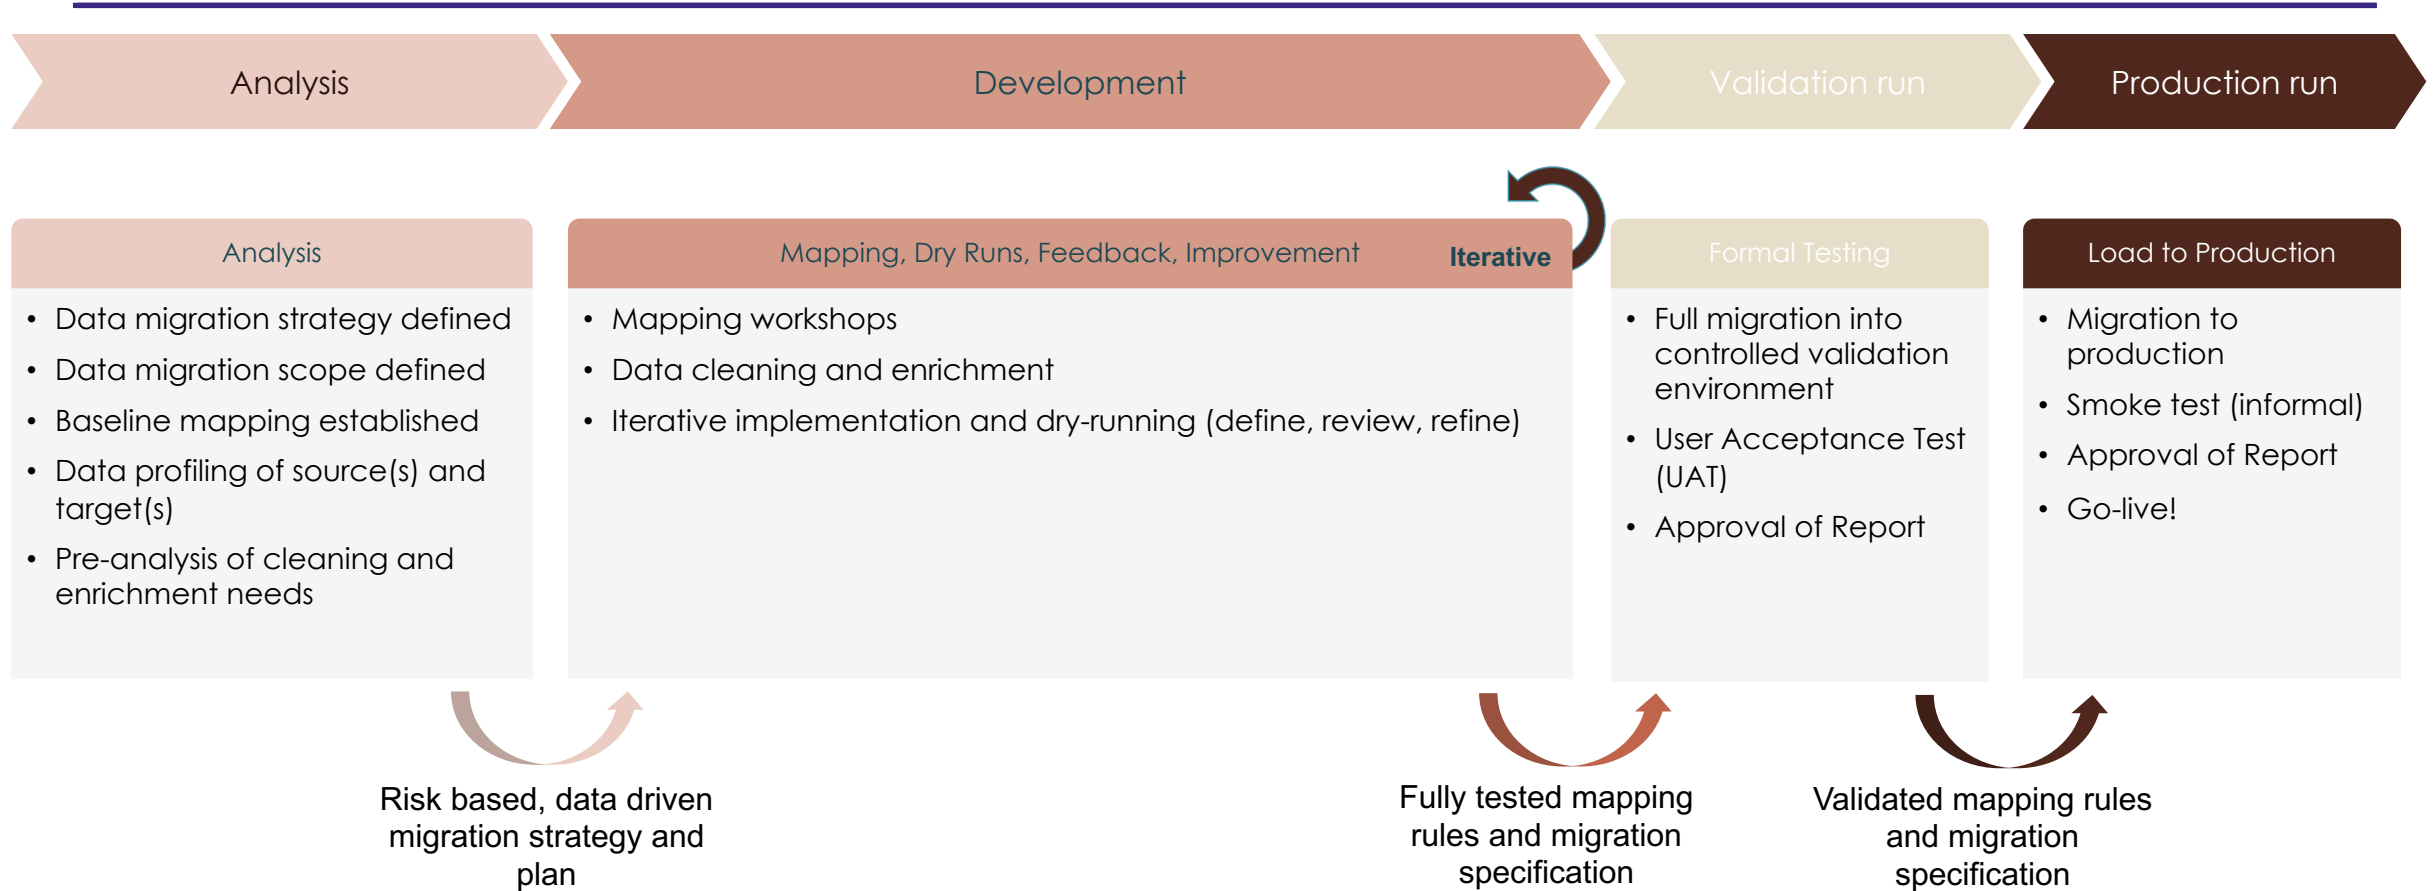 Analysis
Development
Validation run
Production run
Analysis
• Data migration strategy defined
• Data migration scope defined
• Baseline mapping established
• Data profiling of source(s) and
target(s)
• Pre-analysis of cleaning and
enrichment needs
Mapping, Dry Runs, Feedback, Improvement
Iterative
• Mapping workshops
• Data cleaning and enrichment
• Iterative implementation and dry-running (define, review, refine)
Formal Testing
• Full migration into
controlled validation
environment
• User Acceptance Test
(UAT)
• Approval of Report
Load to Production
• Migration to
production
• Smoke test (informal)
• Approval of Report
• Go-live!
Risk based, data driven
migration strategy and
plan
Fully tested mapping
rules and migration
specification
Validated mapping rules
and migration
specification